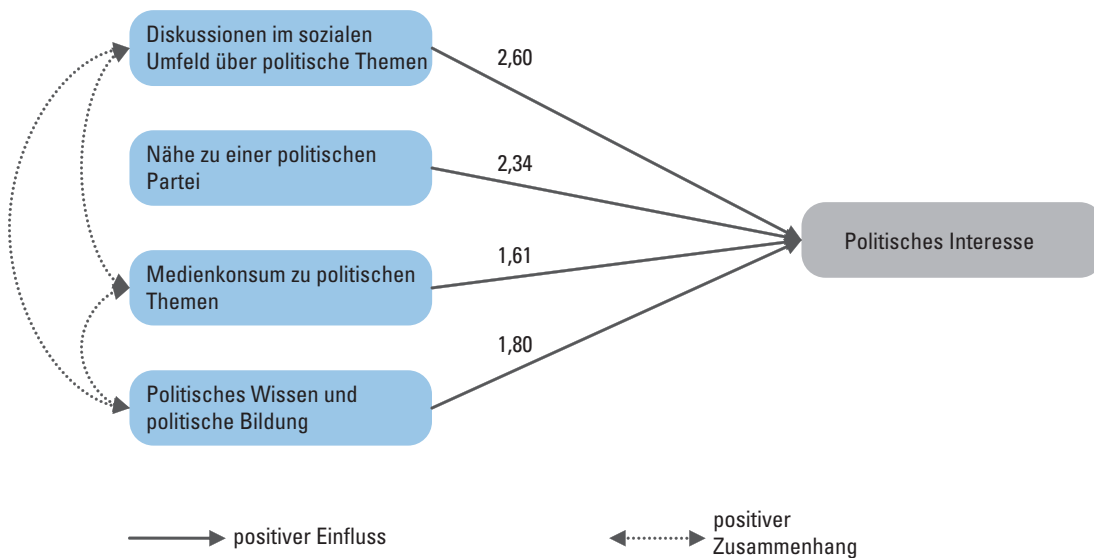 Diskussionen im sozialen
Umfeld über politische Themen
2,60
Nähe zu einer politischen
Partei
2,34
Politisches Interesse
Medienkonsum zu politischen
Themen
1,61
Politisches Wissen und
politische Bildung
1,80
positiver Einfluss
positiver
Zusammenhang